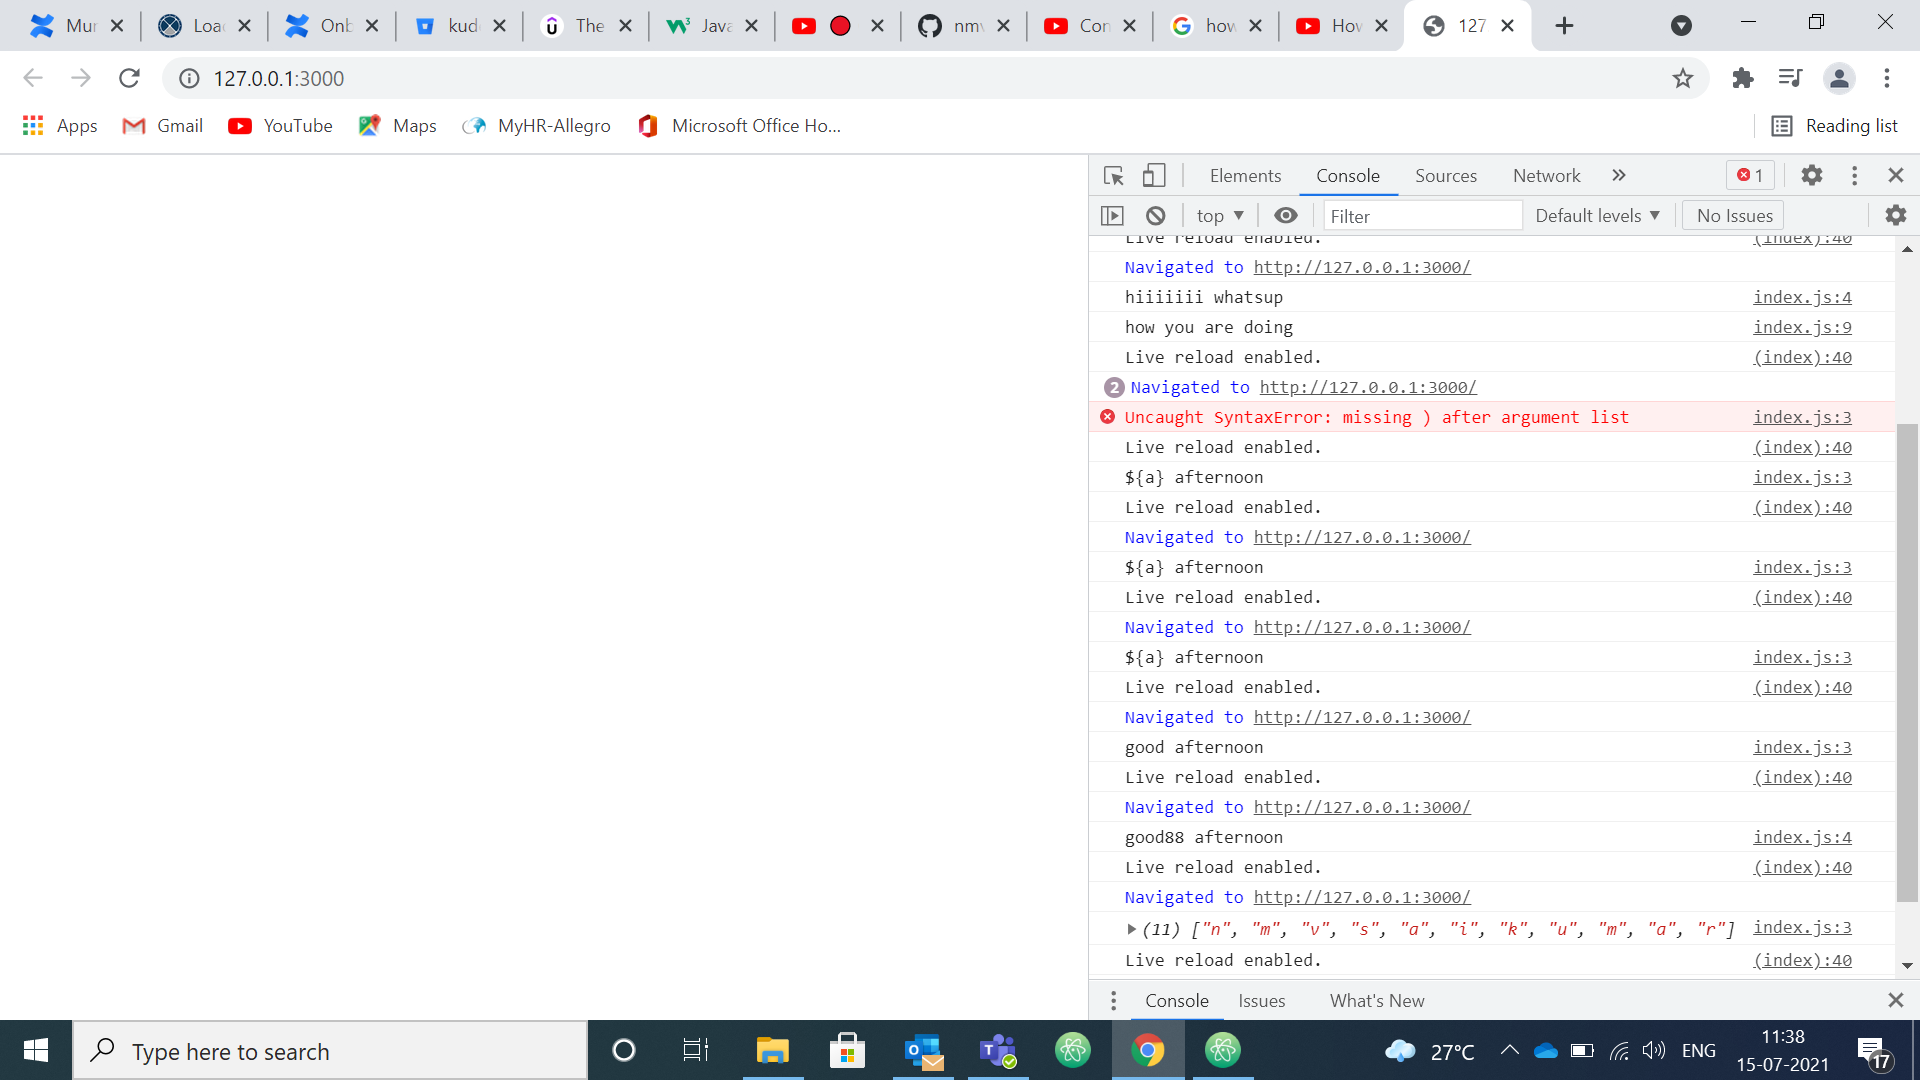 Mur
Load
Onb
kud
The
Java
nmv
Con
how
How
127
127.0.0.1:3000
Apps
Gmail
YouTube
Maps
MyHR-Allegro
Microsoft Office Ho...
Reading list
Elements Console Sources Network 1
top Filter Default levels No Issues
Live reload enabled. (index):40
Navigated to http://127.0.0.1:3000/
hiiiiiii whatsup index.js:4
how you are doing index.js:9
Live reload enabled. (index):40
2 Navigated to http://127.0.0.1:3000/
Uncaught SyntaxError: missing ) after argument list index.js:3
Live reload enabled. (index):40
${a} afternoon index.js:3
Live reload enabled. (index):40
Navigated to http://127.0.0.1:3000/
${a} afternoon index.js:3
Live reload enabled. (index):40
Navigated to http://127.0.0.1:3000/
${a} afternoon index.js:3
Live reload enabled. (index):40
Navigated to http://127.0.0.1:3000/
good afternoon index.js:3
Live reload enabled. (index):40
Navigated to http://127.0.0.1:3000/
good88 afternoon index.js:4
Live reload enabled. (index):40
Navigated to http://127.0.0.1:3000/
(11) ["n", "m", "v", "s", "a", "i", "k", "u", "m", "a", "r"] index.js:3
Live reload enabled. (index):40
Console Issues What's New
Type here to search
27°C
ENG
11:38
15-07-2021
17